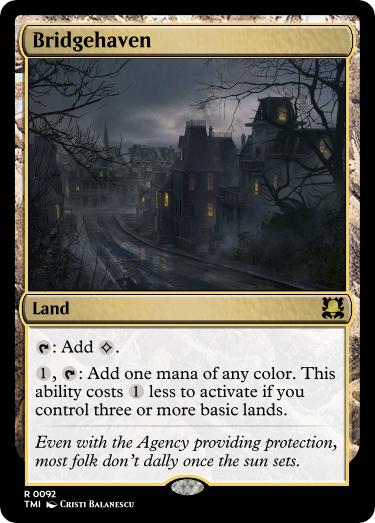 Bridgehaven
Land
: Add .
1, : Add one mana of any color. This
ability costs 1 less to activate if you
control three or more basic lands.
Even with the Agency providing protection,
most folk don't dally once the sun sets.
R 0092
TMI Cristi Balanescu